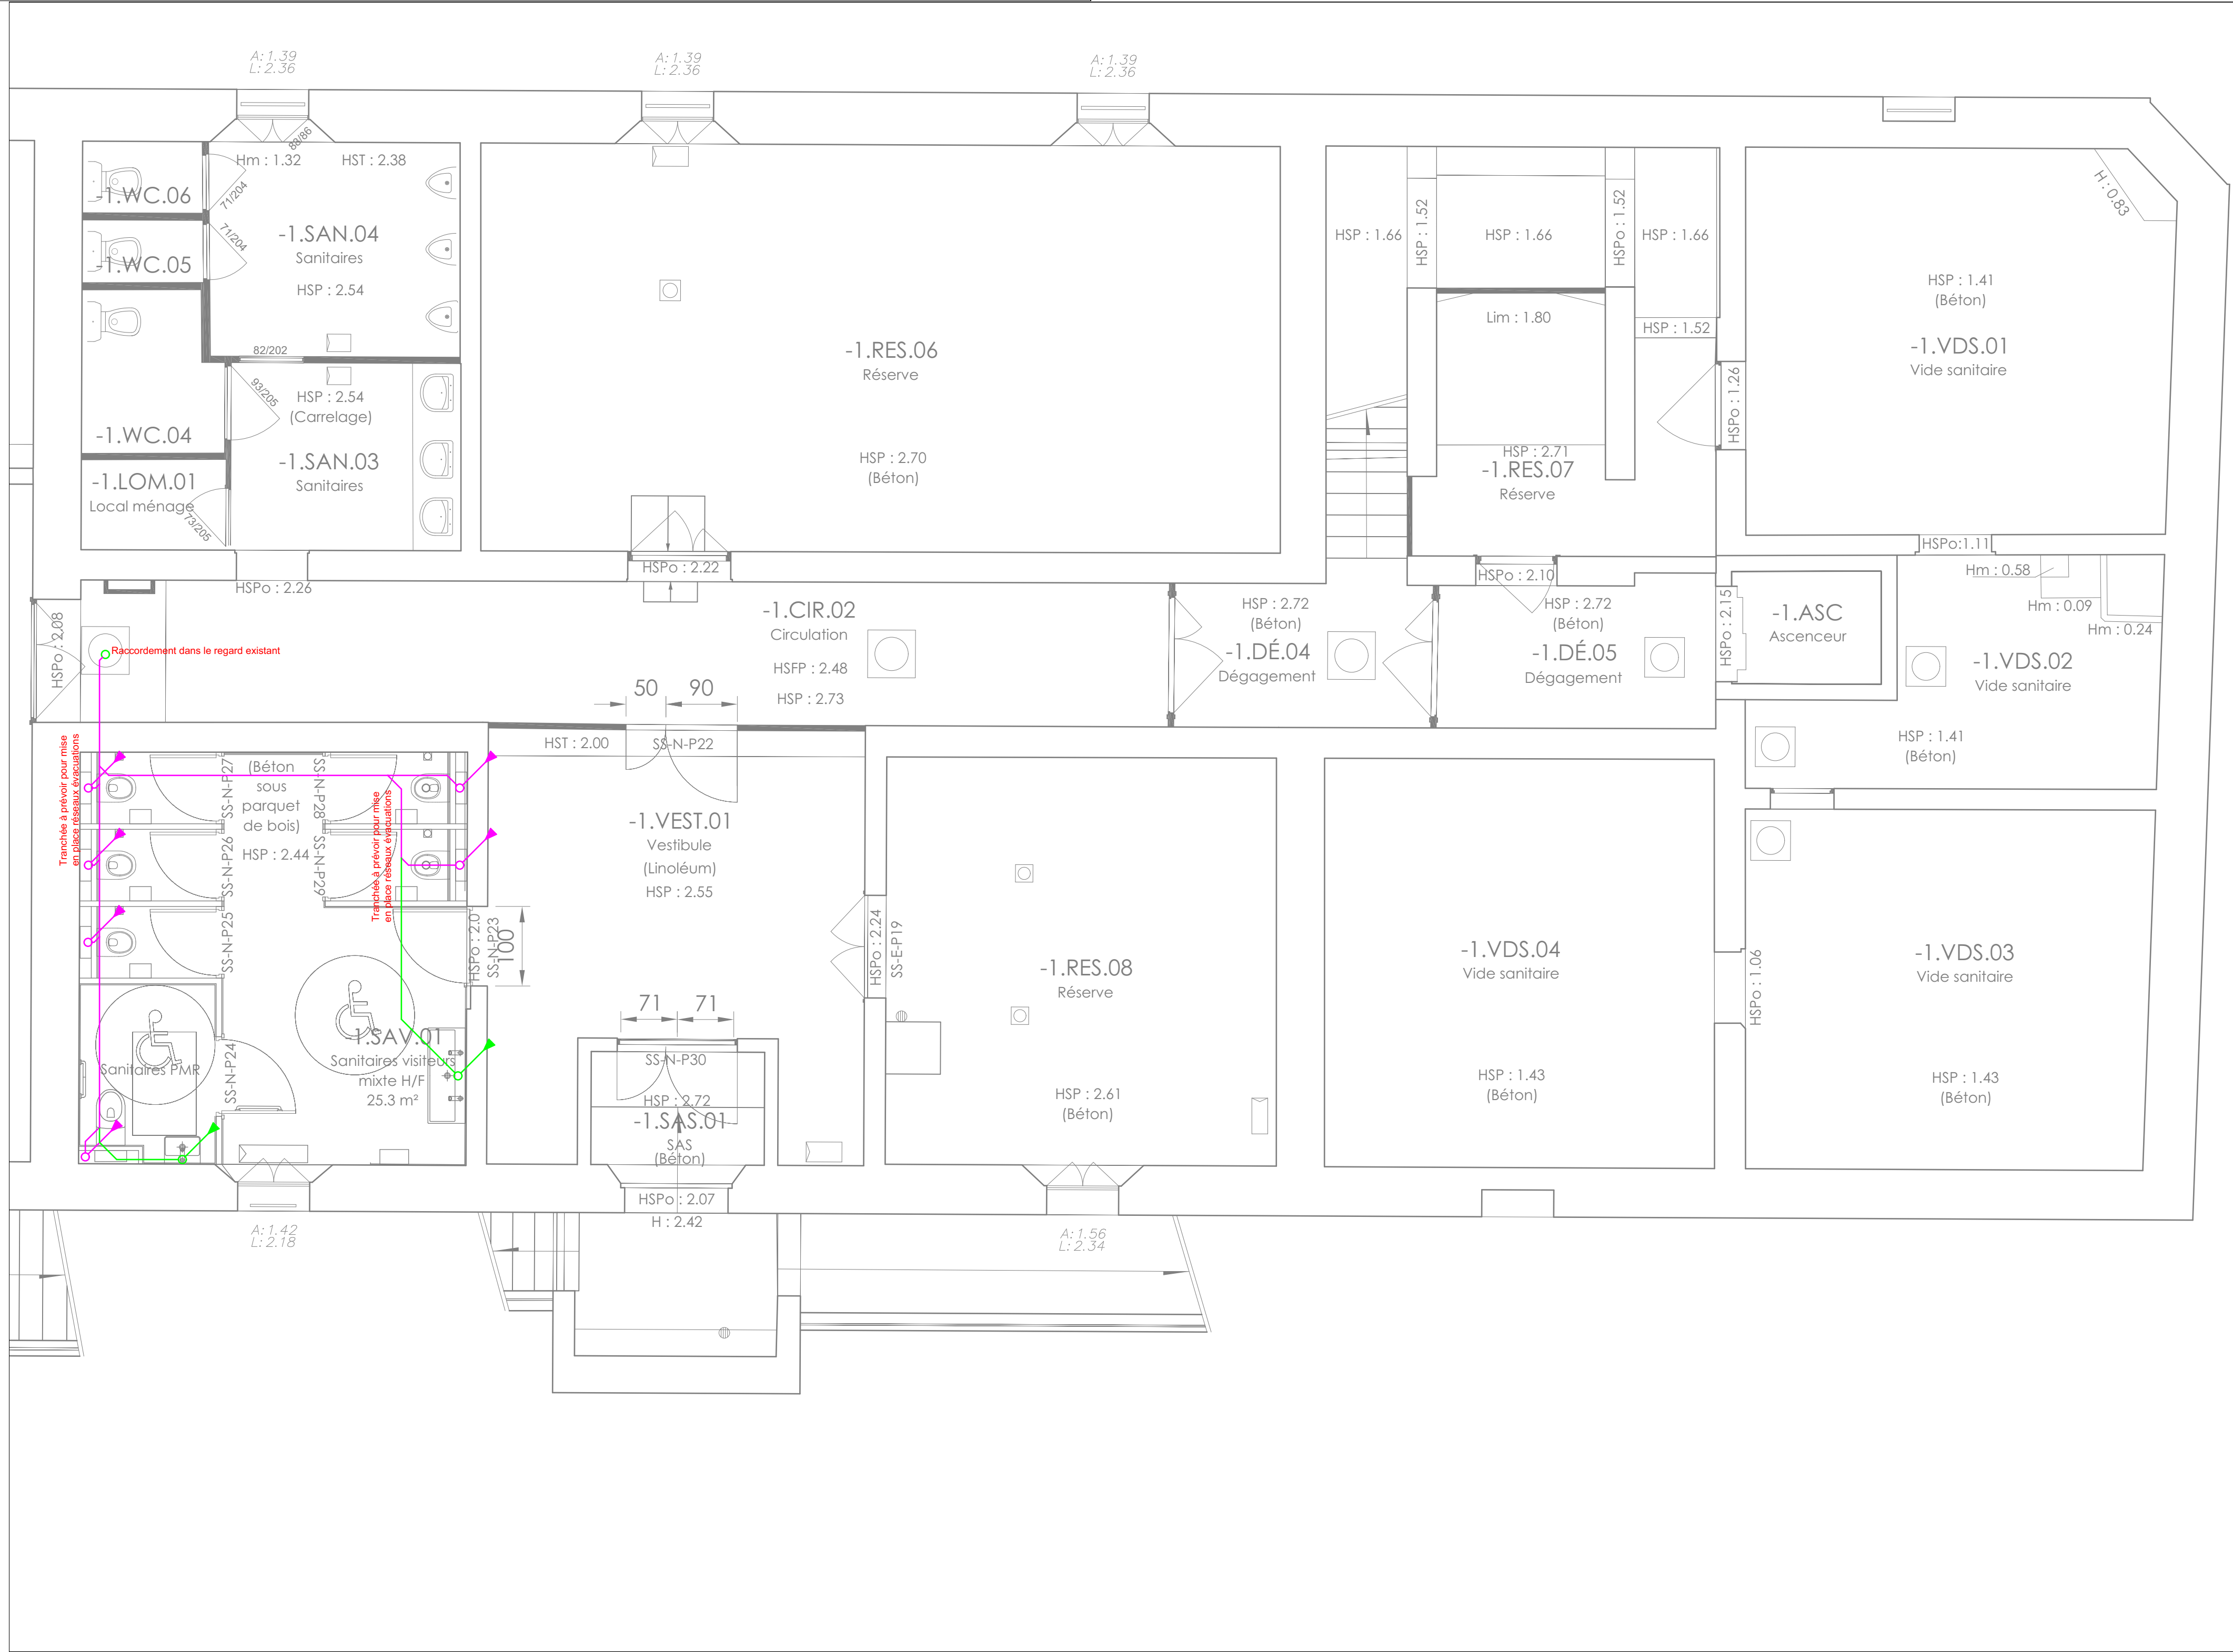 A: 1.39
L: 2.36
A: 1.39
L: 2.36
A: 1.39
L: 2.36
88/86
Hm : 1.32
HST : 2.38
-1.WC.06
71/204
71/204
-1.SAN.04
Sanitaires
HSP : 2.54
-1.WC.05
82/202
93/205
HSP : 2.54
(Carrelage)
-1.WC.04
-1.SAN.03
Sanitaires
-1.LOM.01
Local ménage
73/205
-1.RES.06
Réserve
HSP : 2.70
(Béton)
HSP : 1.66
HSP : 1.52
HSP : 1.66
HSPo : 1.52
HSP : 1.66
Lim : 1.80
HSP : 1.52
HSP : 2.71
-1.RES.07
Réserve
HSPo : 1.26
H : 0.83
HSP : 1.41
(Béton)
-1.VDS.01
Vide sanitaire
HSPo:1.11
Hm : 0.58
Hm : 0.09
Hm : 0.24
-1.VDS.02
Vide sanitaire
HSP : 1.41
(Béton)
HSPo : 2.26
HSPo : 2.22
HSPo : 2.10
HSPo : 2.08
Raccordement dans le regard existant
-1.CIR.02
Circulation
HSFP : 2.48
HSP : 2.73
HSP : 2.72
(Béton)
-1.DÉ.04
Dégagement
HSP : 2.72
(Béton)
-1.DÉ.05
Dégagement
HSPo : 2.15
-1.ASC
Ascenceur
50
90
HST : 2.00
SS-N-P22
Tranchée à prévoir pour mise
en place réseaux évacuations
(Béton
sous
parquet
de bois)
HSP : 2.44
SS-N-P27
SS-N-P28
SS-N-P26
SS-N-P29
SS-N-P25
Tranchée à prévoir pour mise
en place réseaux évacuations
-1.VEST.01
Vestibule
(Linoléum)
HSP : 2.55
HSPo : 2.0
SS-N-P23
100
HSPo : 2.24
SS-E-P19
SS-N-P24
Sanitaires PMR
-1.SAV.01
Sanitaires visiteurs
mixte H/F
25.3 m²
71
71
SS-N-P30
HSP : 2.72
-1.SAS.01
SAS
(Béton)
HSPo : 2.07
H : 2.42
-1.RES.08
Réserve
HSP : 2.61
(Béton)
-1.VDS.04
Vide sanitaire
HSP : 1.43
(Béton)
HSPo : 1.06
-1.VDS.03
Vide sanitaire
HSP : 1.43
(Béton)
A: 1.42
L: 2.18
A: 1.56
L: 2.34